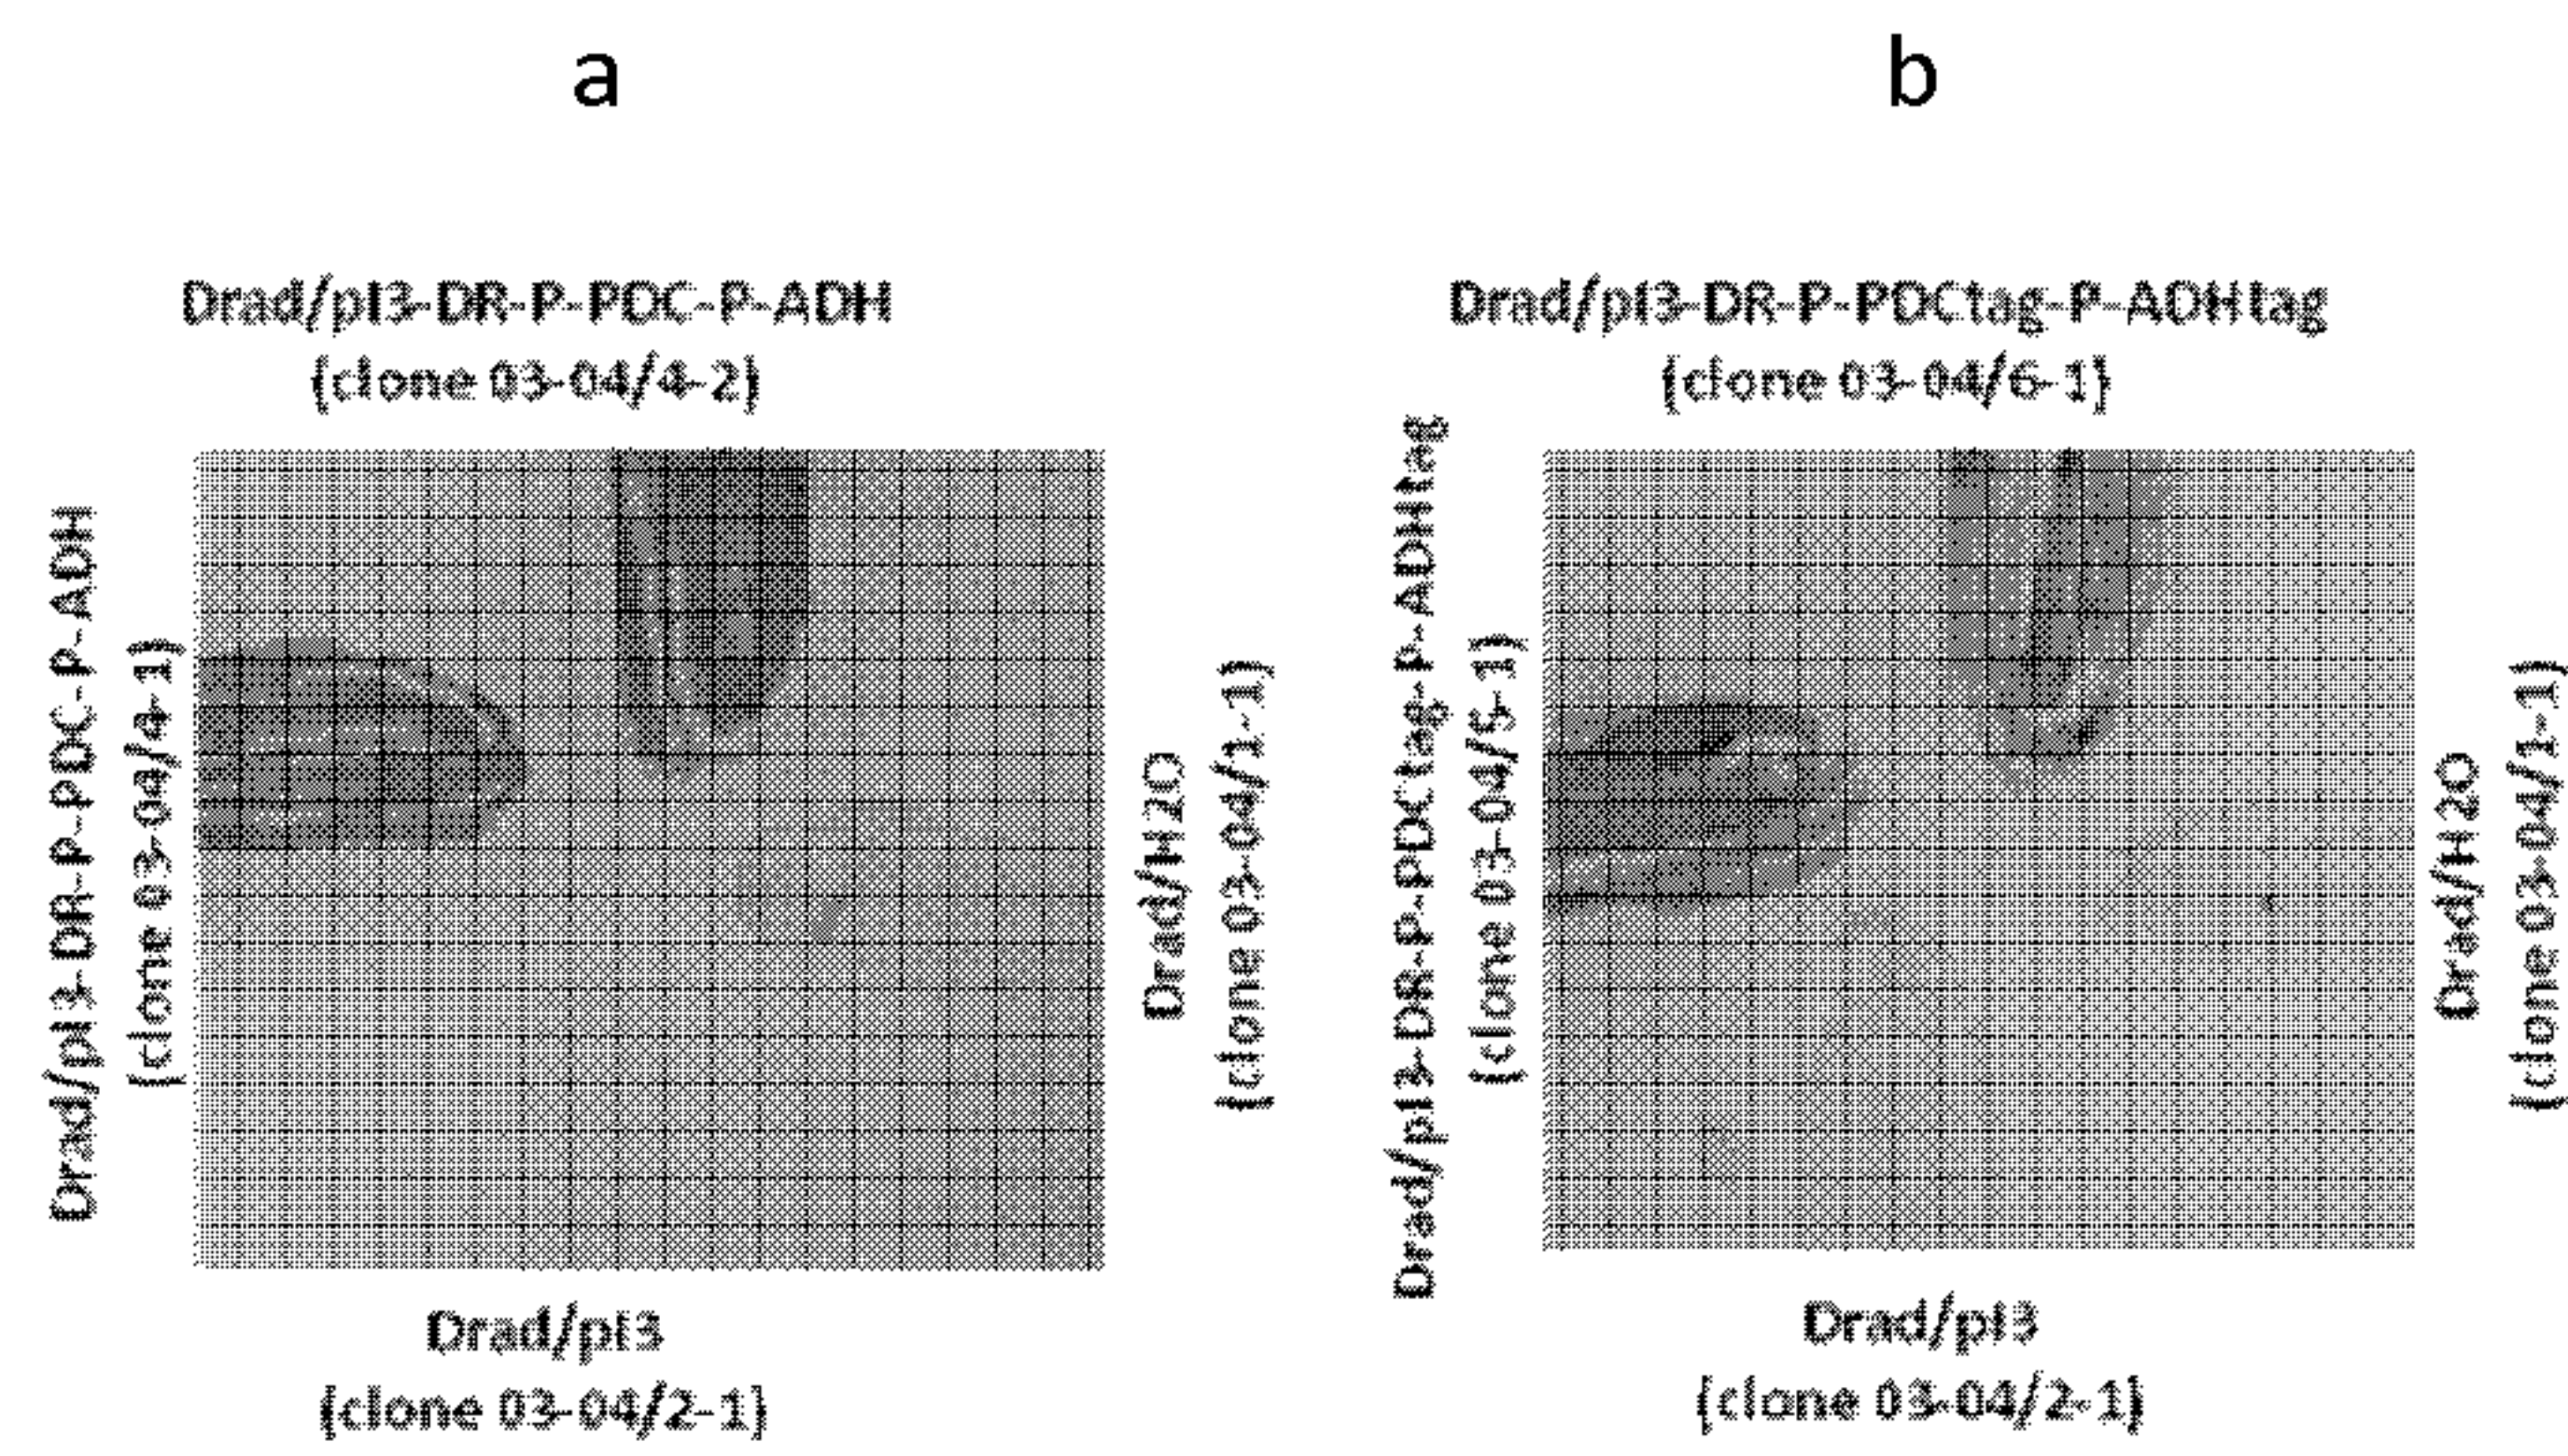 a
Drad/pI3-DR-P-PDC-P-ADH
(clone 03-04/4-2)
Drad/pI3-DR-P-PDC-P-ADH
(clone 03-04/4-1)
Drad/H2O
(clone 03-04/1-1)
Drad/pI3
(clone 03-04/2-1)
b
Drad/pI3-DR-P-PDCtag-P-ADHtag
(clone 03-04/6-1)
Drad/pI3-DR-P-PDCtag-P-ADHtag
(clone 03-04/5-1)
Drad/H2O
(clone 03-04/1-1)
Drad/pI3
(clone 03-04/2-1)